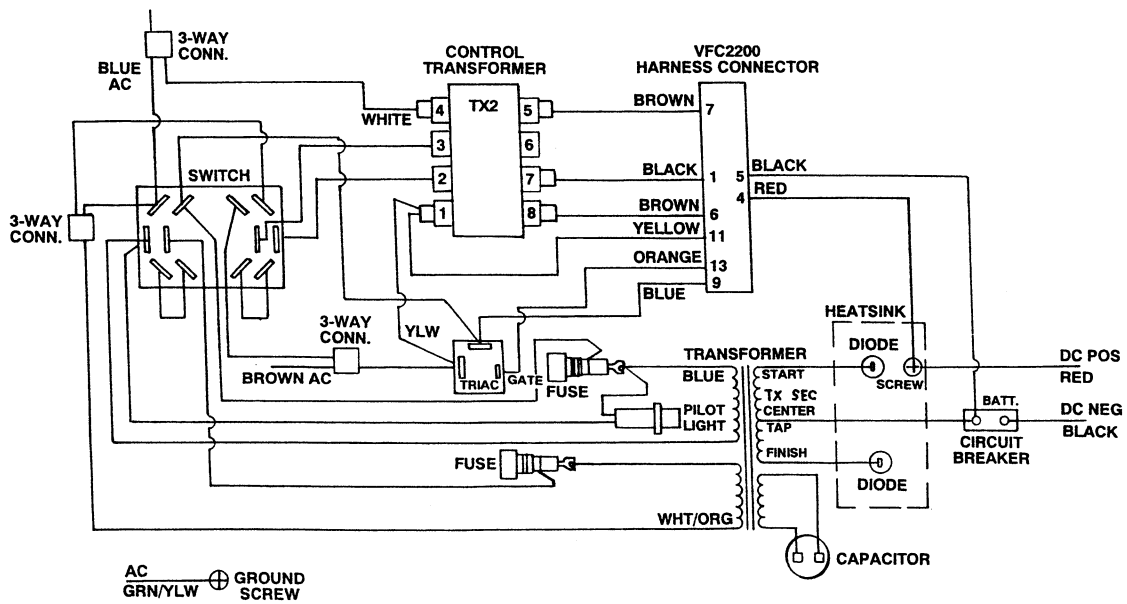 3-WAY
CONN.
BLUE
AC
CONTROL
TRANSFORMER
VFC2200
HARNESS CONNECTOR
TX2
4
5
WHITE
BROWN
7
3
6
SWITCH
2
7
BLACK
1
5
BLACK
RED
4
1
8
BROWN
6
YELLOW
11
3-WAY
CONN.
ORANGE
13
9
BLUE
3-WAY
CONN.
YLW
BROWN AC
TRIAC
GATE
FUSE
TRANSFORMER
BLUE
START
HEATSINK
DIODE
SCREW
DC POS
RED
TX SEC
CENTER
TAP
PILOT
LIGHT
BATT.
DC NEG
BLACK
CIRCUIT
BREAKER
FUSE
FINISH
DIODE
WHT/ORG
CAPACITOR
AC
GRN/YLW
GROUND
SCREW